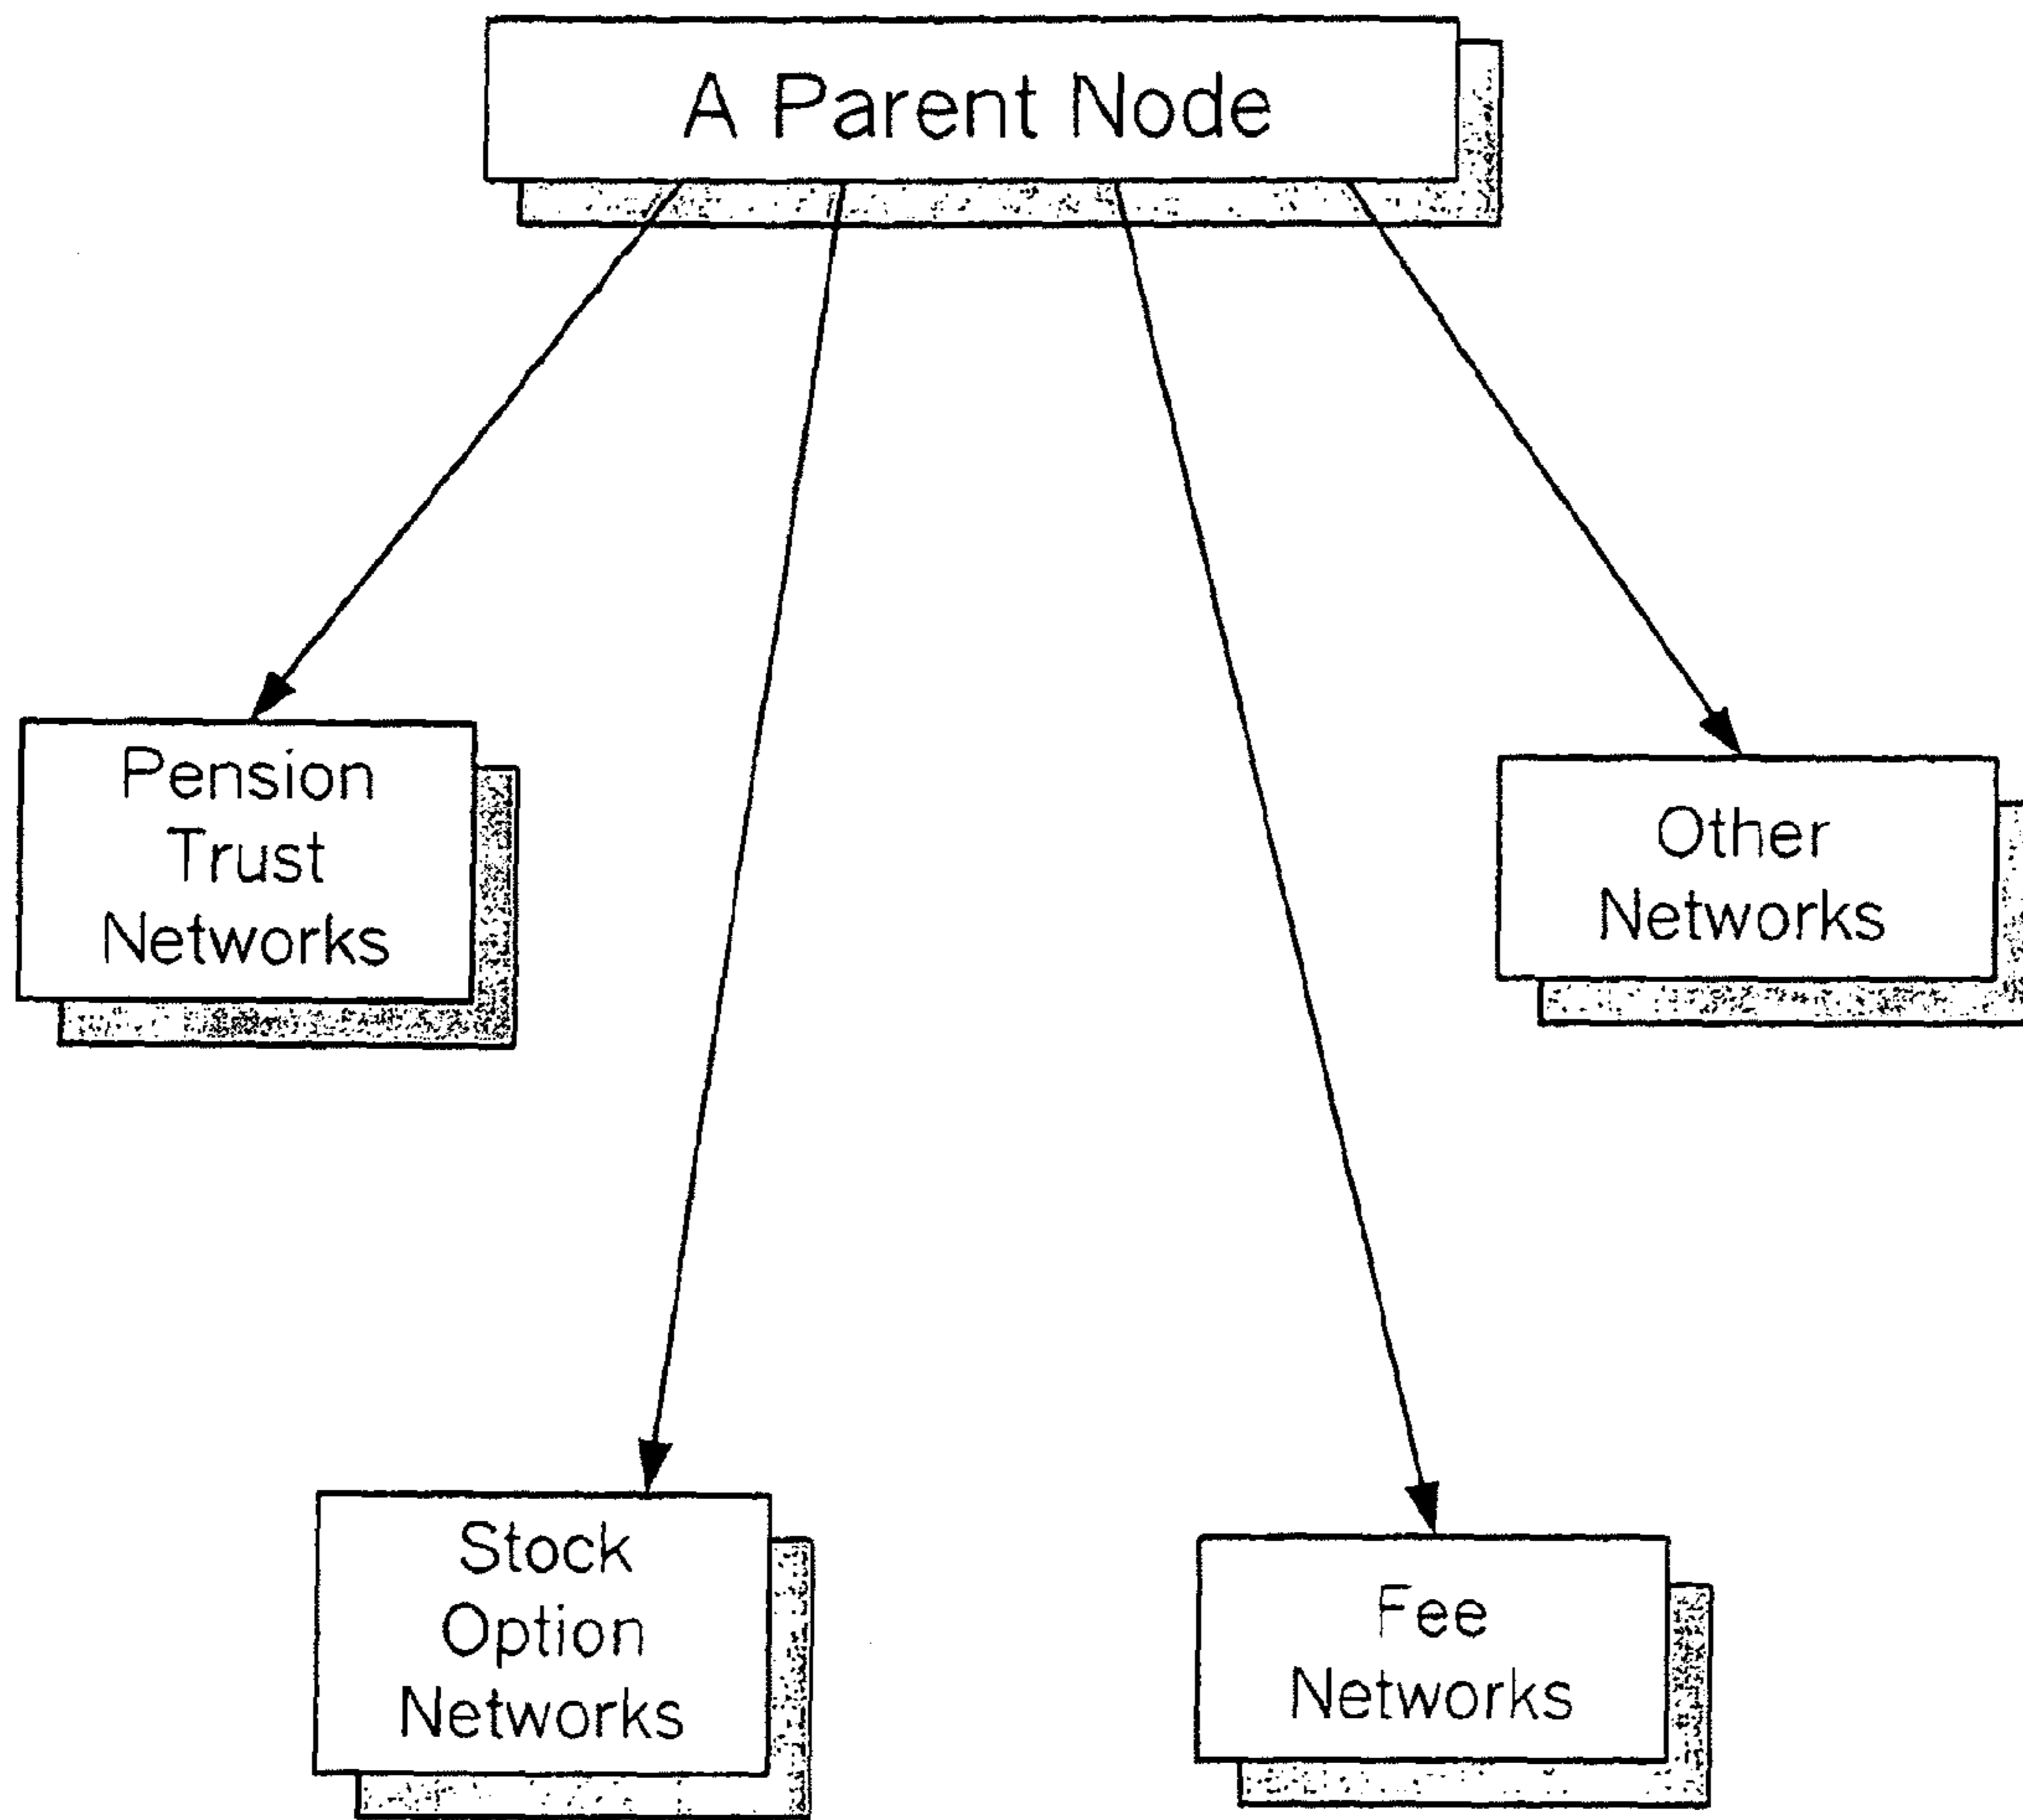 A Parent Node
Pension
Trust
Networks
Other
Networks
Stock
Option
Networks
Fee
Networks